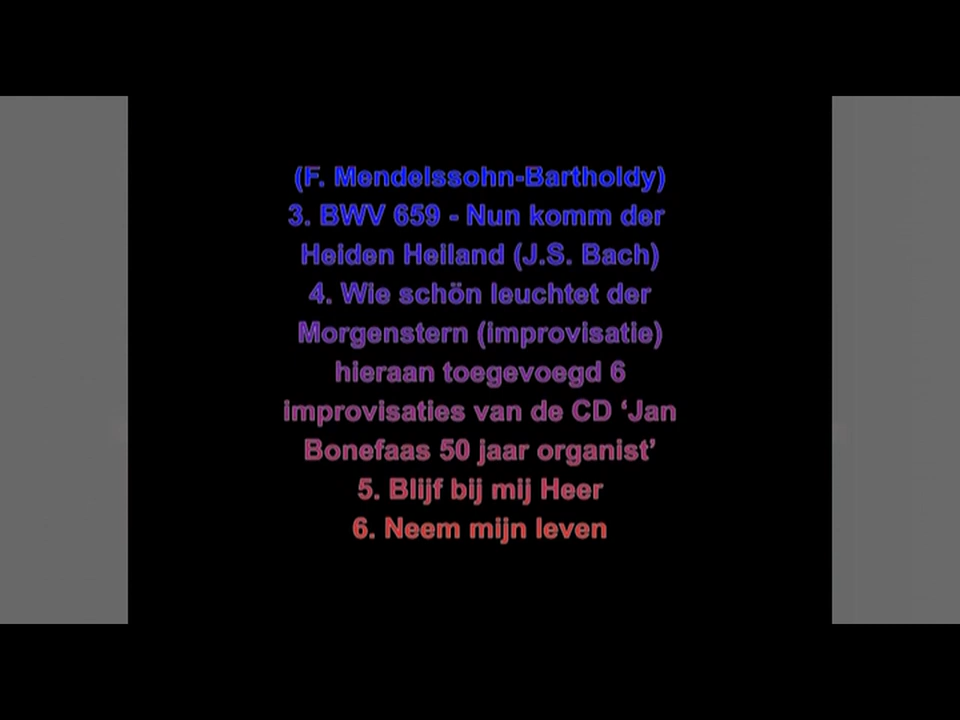 (F. Mendelssohn-Bartholdy)
3. BWV 659 - Nun komm der
Heiden Heiland (J.S. Bach)
4. Wie schön leuchtet der
Morgenstern (improvisatie)
hieraan toegevoegd 6
improvisaties van de CD ‘Jan
Bonefaas 50 jaar organist’
5. Blijf bij mij Heer
6. Neem mijn leven